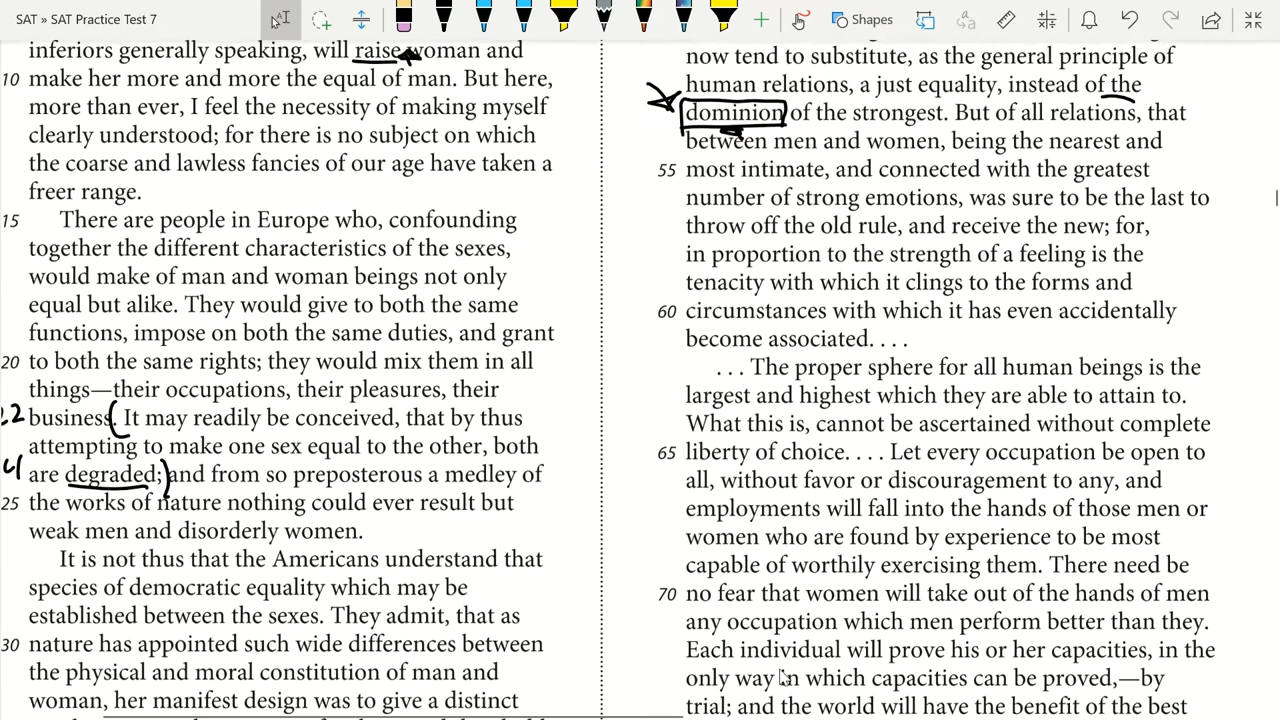 SAT » SAT Practice Test 7
Shapes
inferiors generally speaking, will raise woman and
10 make her more and more the equal of man. But here,
more than ever, I feel the necessity of making myself
clearly understood; for there is no subject on which
the coarse and lawless fancies of our age have taken a
freer range.
15 There are people in Europe who, confounding
together the different characteristics of the sexes,
would make of man and woman beings not only
equal but alike. They would give to both the same
functions, impose on both the same duties, and grant
20 to both the same rights; they would mix them in all
things—their occupations, their pleasures, their
22 business. It may readily be conceived, that by thus
attempting to make one sex equal to the other, both
are degraded; and from so preposterous a medley of
25 the works of nature nothing could ever result but
weak men and disorderly women.
It is not thus that the Americans understand that
species of democratic equality which may be
established between the sexes. They admit, that as
30 nature has appointed such wide differences between
the physical and moral constitution of man and
woman, her manifest design was to give a distinct
now tend to substitute, as the general principle of
human relations, a just equality, instead of the
dominion of the strongest. But of all relations, that
between men and women, being the nearest and
55 most intimate, and connected with the greatest
number of strong emotions, was sure to be the last to
throw off the old rule, and receive the new; for,
in proportion to the strength of a feeling is the
tenacity with which it clings to the forms and
60 circumstances with which it has even accidentally
become associated. . . .
. . . The proper sphere for all human beings is the
largest and highest which they are able to attain to.
What this is, cannot be ascertained without complete
65 liberty of choice. . . . Let every occupation be open to
all, without favor or discouragement to any, and
employments will fall into the hands of those men or
women who are found by experience to be most
capable of worthily exercising them. There need be
70 no fear that women will take out of the hands of men
any occupation which men perform better than they.
Each individual will prove his or her capacities, in the
only way in which capacities can be proved,—by
trial; and the world will have the benefit of the best